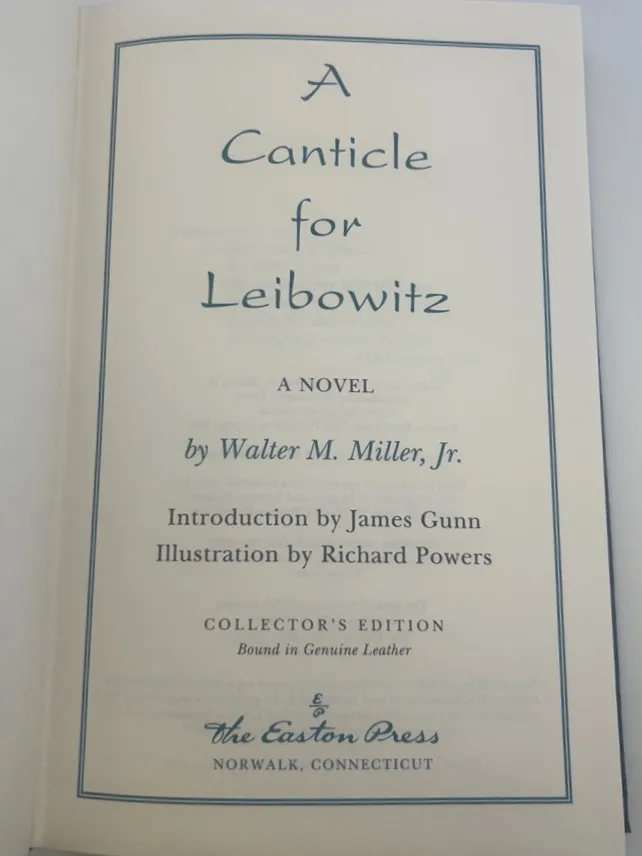 A
Canticle
for
Leibowitz
A NOVEL
by Walter M. Miller, Jr.
Introduction by James Gunn
Illustration by Richard Powers
COLLECTOR'S EDITION
Bound in Genuine Leather
E
P
the Easton Press
NORWALK, CONNECTICUT